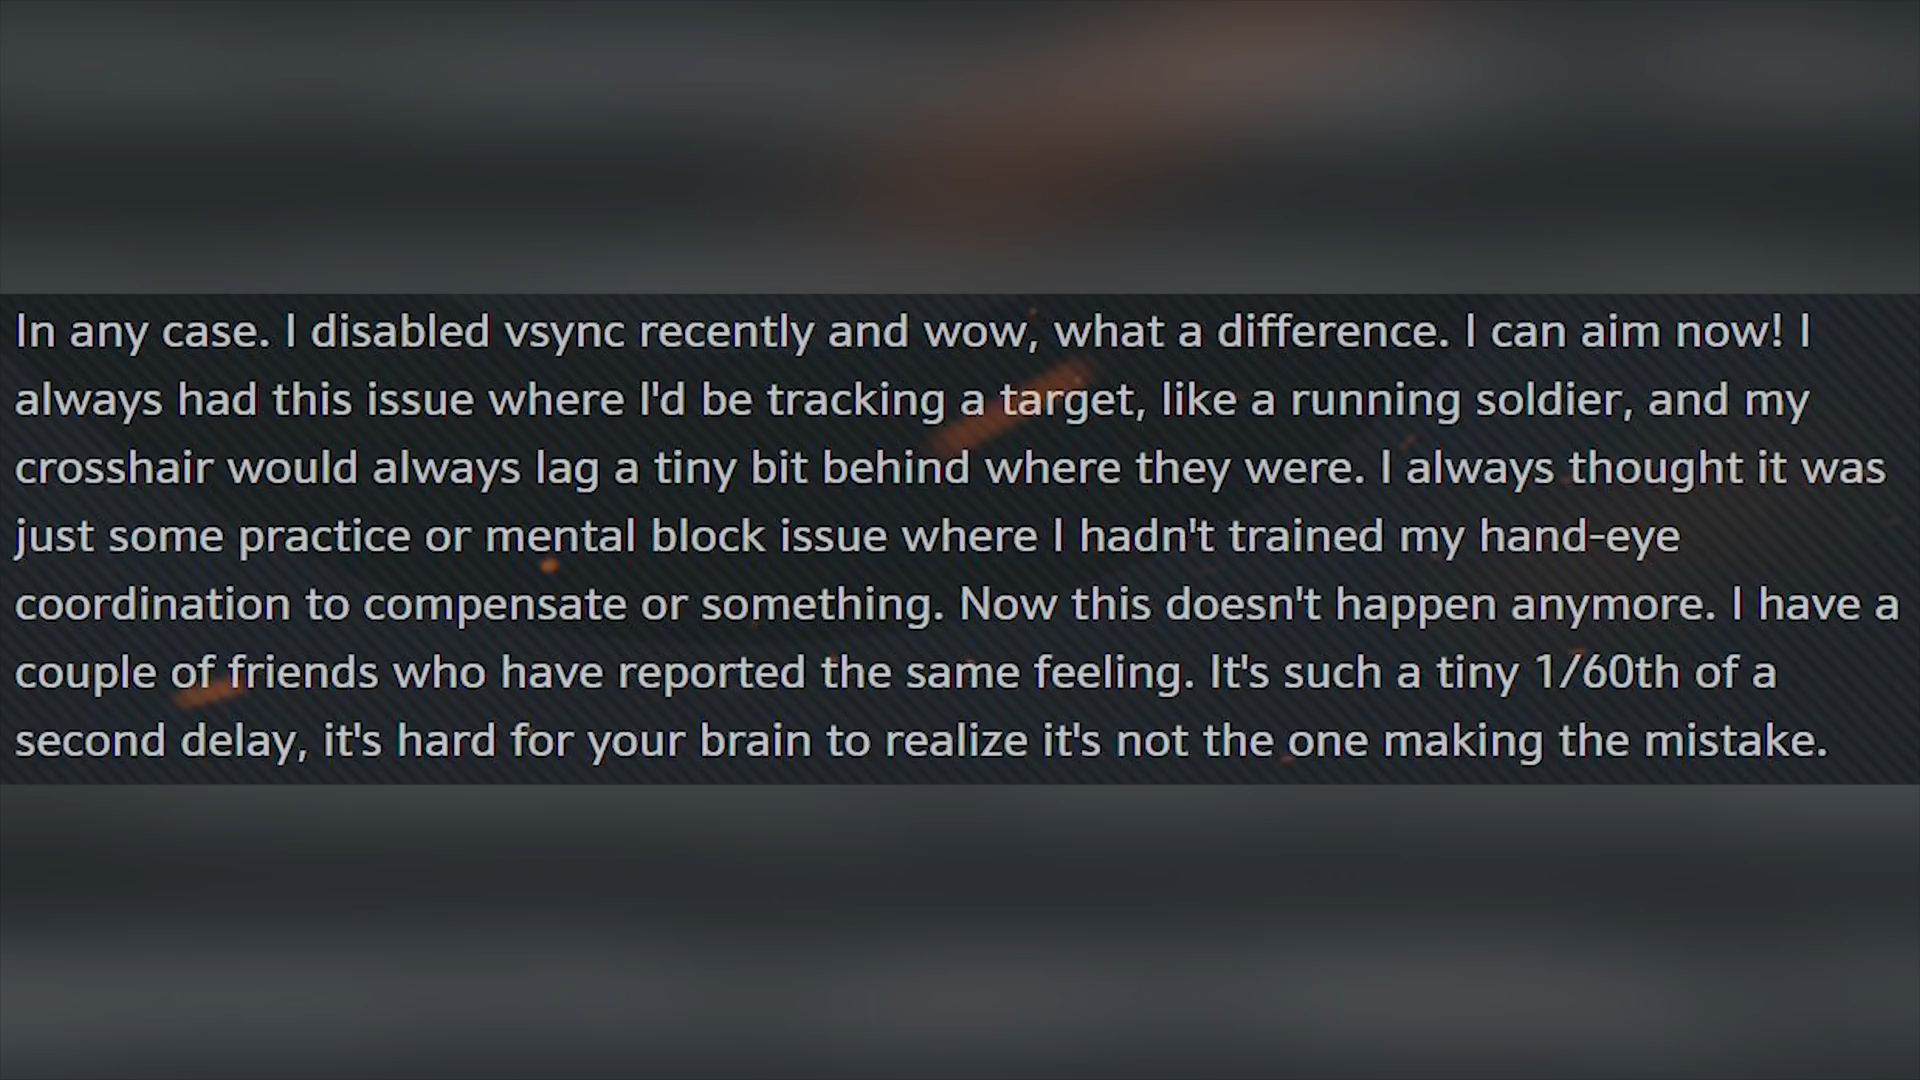 In any case. I disabled vsync recently and wow, what a difference. I can aim now! I
always had this issue where I'd be tracking a target, like a running soldier, and my
crosshair would always lag a tiny bit behind where they were. I always thought it was
just some practice or mental block issue where I hadn't trained my hand-eye
coordination to compensate or something. Now this doesn't happen anymore. I have a
couple of friends who have reported the same feeling. It's such a tiny 1/60th of a
second delay, it's hard for your brain to realize it's not the one making the mistake.